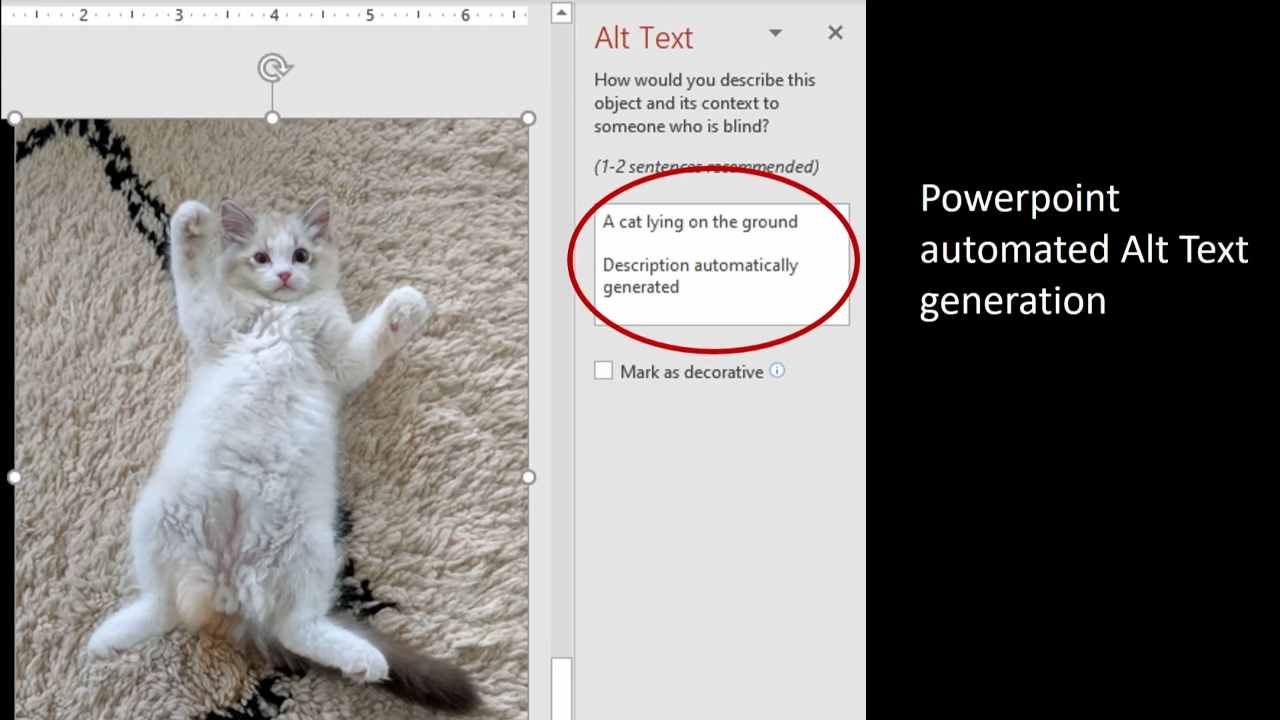 2 3 4 5 6
Alt Text
How would you describe this
object and its context to
someone who is blind?
(1-2 sentences recommended)
A cat lying on the ground
Description automatically
generated
Mark as decorative
Powerpoint
automated Alt Text
generation